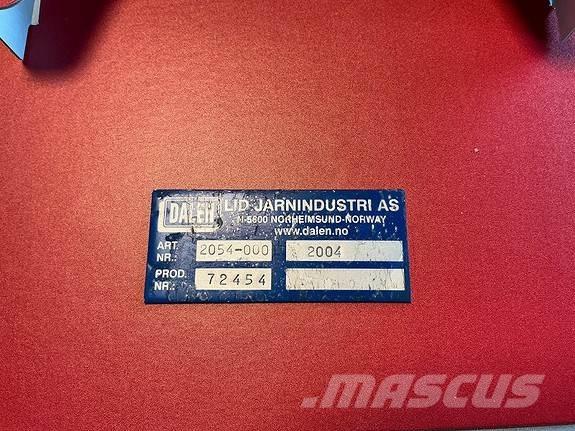 DALEN LID JARNINDUSTRI AS
N-5600 NORHEIMSUND-NORWAY
www.dalen.no
ART. NR.: 2054-000 2004
PROD. NR.: 72454
MASCUS